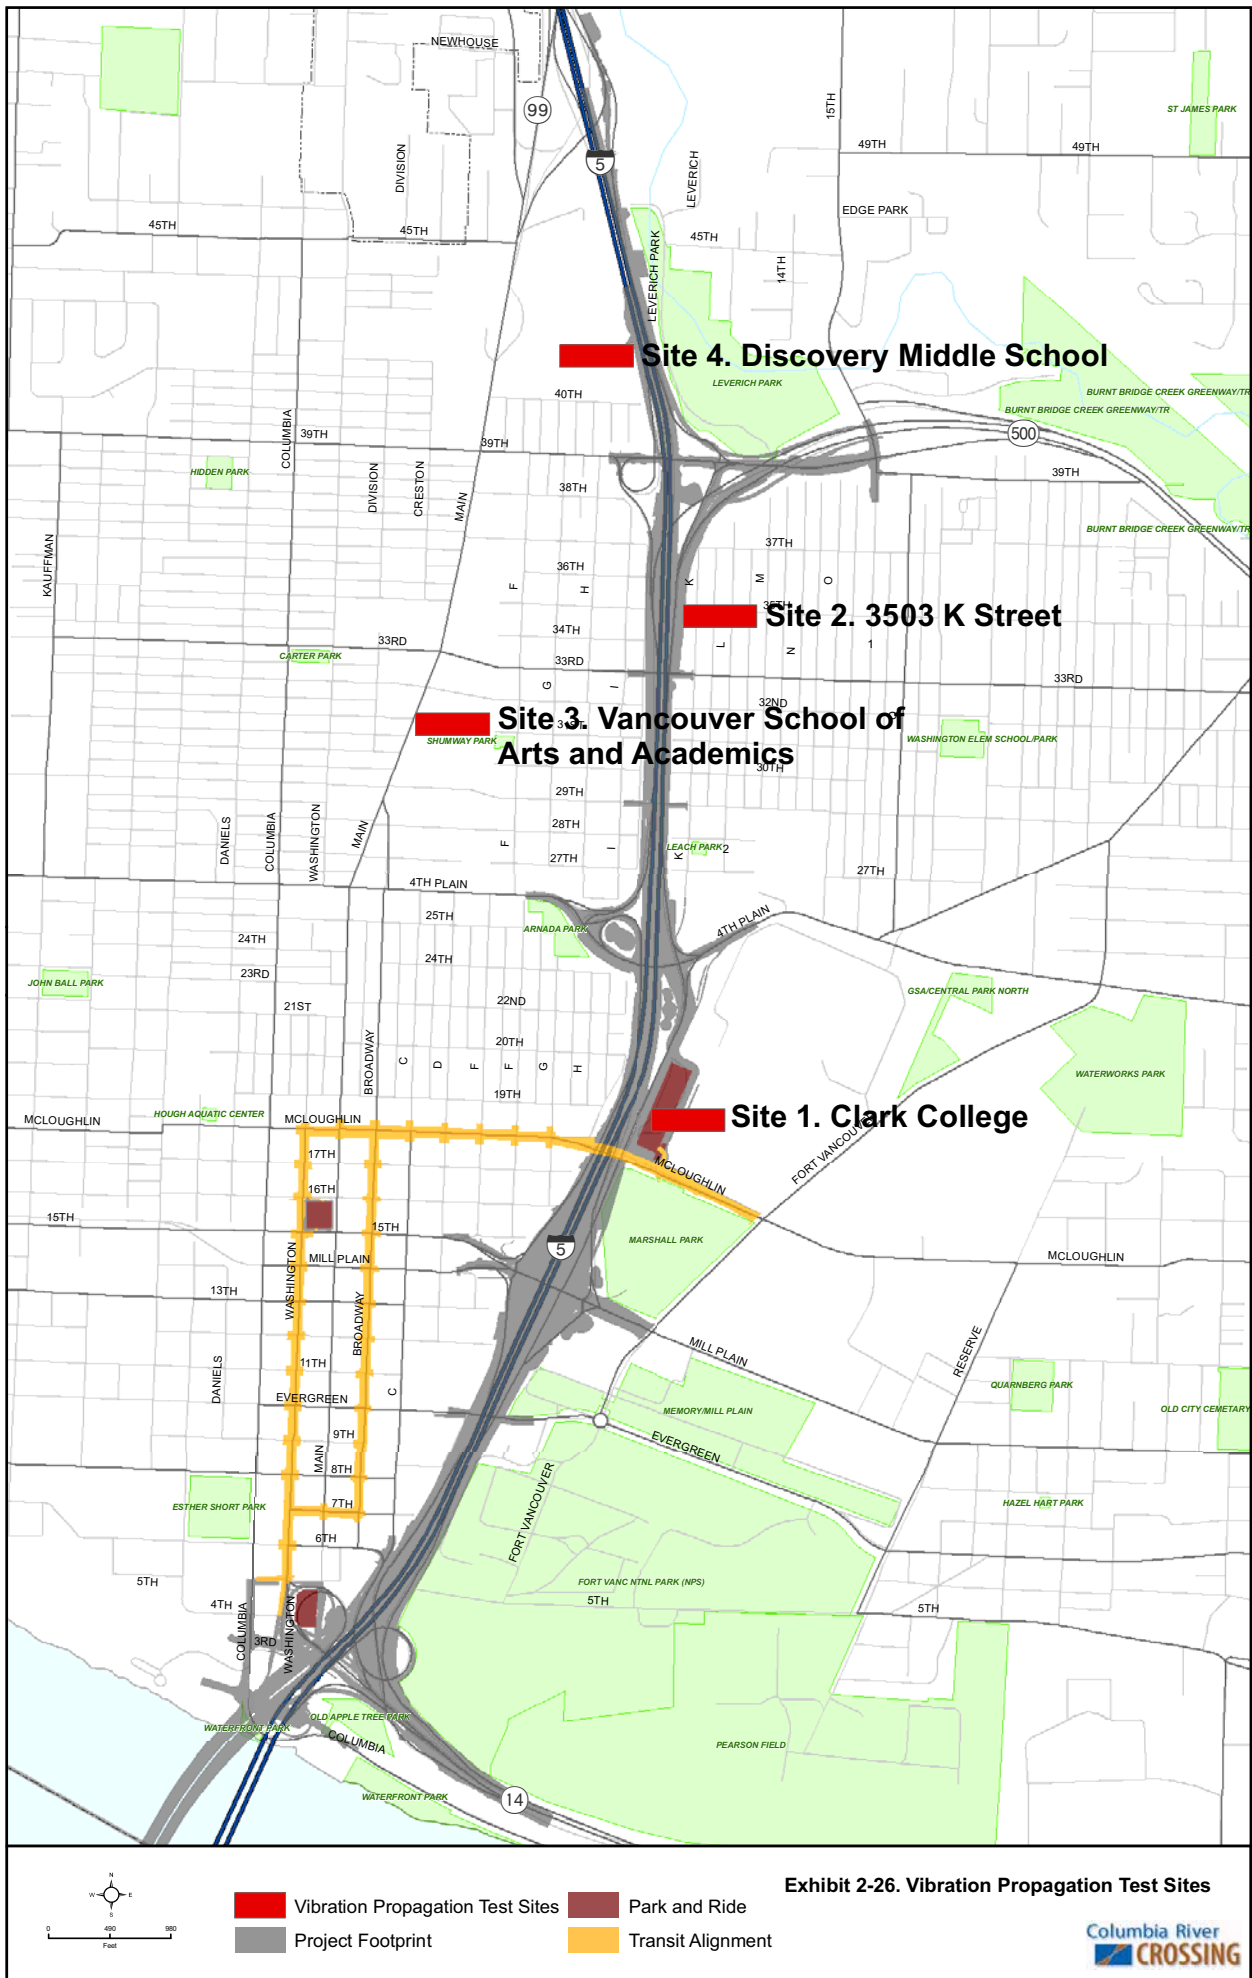 NEWHOUSE
99
15TH
ST JAMES PARK
49TH
49TH
5
DIVISION
LEVERICH
EDGE PARK
45TH
45TH
45TH
LEVERICH PARK
14TH
Site 4. Discovery Middle School
LEVERICH PARK
40TH
BURNT BRIDGE CREEK GREENWAY/TR
BURNT BRIDGE CREEK GREENWAY/TR
COLUMBIA
39TH
39TH
500
HIDDEN PARK
39TH
DIVISION
CRESTON
MAIN
38TH
BURNT BRIDGE CREEK GREENWAY/TR
37TH
KAUFFMAN
36TH
F
H
K
M
O
35TH
Site 2. 3503 K Street
34TH
33RD
L
N
1
CARTER PARK
33RD
33RD
G
I
32ND
Site 3. Vancouver School of
31ST
SHUMWAY PARK
WASHINGTON ELEM SCHOOL/PARK
Arts and Academics
30TH
29TH
DANIELS
COLUMBIA
WASHINGTON
MAIN
28TH
F
I
LEACH PARK
K
2
27TH
27TH
4TH PLAIN
25TH
4TH PLAIN
ARNADA PARK
24TH
24TH
23RD
JOHN BALL PARK
GSA/CENTRAL PARK NORTH
21ST
22ND
20TH
BROADWAY
C
D
F
F
G
H
WATERWORKS PARK
19TH
HOUGH AQUATIC CENTER
MCLOUGHLIN
MCLOUGHLIN
Site 1. Clark College
FORT VANCOUVER
17TH
MCLOUGHLIN
16TH
15TH
15TH
MARSHALL PARK
5
MCLOUGHLIN
WASHINGTON
MILL PLAIN
13TH
BROADWAY
MILL PLAIN
RESERVE
11TH
DANIELS
C
QUARNBERG PARK
EVERGREEN
MEMORY/MILL PLAIN
OLD CITY CEMETARY
9TH
MAIN
EVERGREEN
8TH
ESTHER SHORT PARK
7TH
FORT VANCOUVER
HAZEL HART PARK
6TH
5TH
FORT VANC NTNL PARK (NPS)
4TH
5TH
5TH
COLUMBIA
WASHINGTON
3RD
OLD APPLE TREE PARK
WATERFRONT PARK
COLUMBIA
PEARSON FIELD
WATERFRONT PARK
14
N
W
E
S
0 490 980
Feet
Vibration Propagation Test Sites
Project Footprint
Park and Ride
Transit Alignment
Exhibit 2-26. Vibration Propagation Test Sites
Columbia River
CROSSING